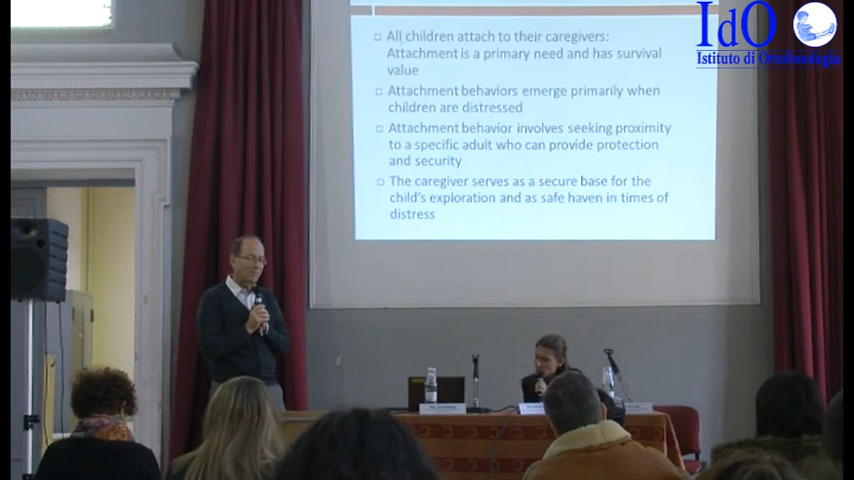 IdO
Istituto di Ortofonologia
□ All children attach to their caregivers:
Attachment is a primary need and has survival
value
□ Attachment behaviors emerge primarily when
children are distressed
□ Attachment behavior involves seeking proximity
to a specific adult who can provide protection
and security
□ The caregiver serves as a secure base for the
child's exploration and as safe haven in times of
distress